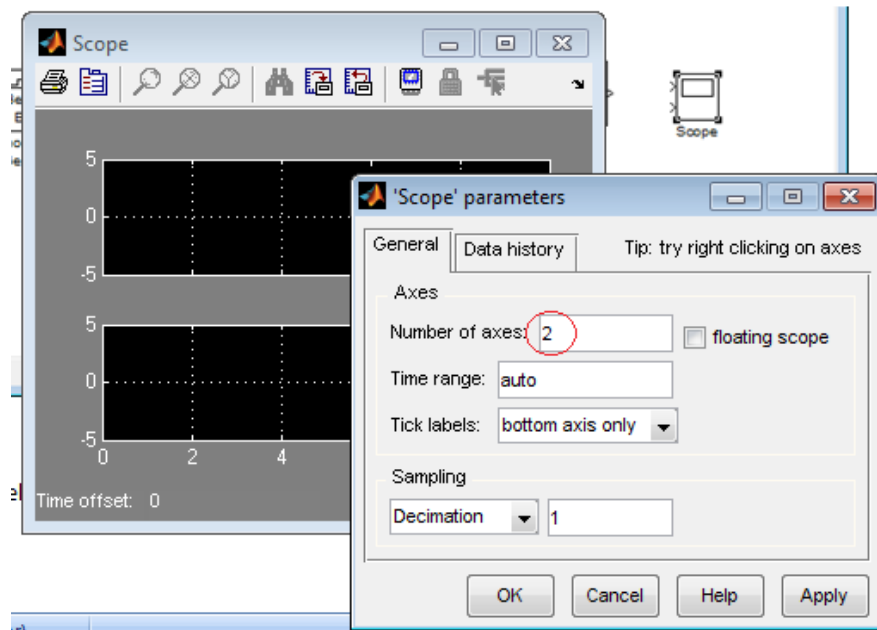 Scope
Scope
5
0
-5
5
0
-5
0 2 4
Time offset: 0
'Scope' parameters
General Data history Tip: try right clicking on axes
Axes
Number of axes: 2 floating scope
Time range: auto
Tick labels: bottom axis only
Sampling
Decimation 1
OK Cancel Help Apply